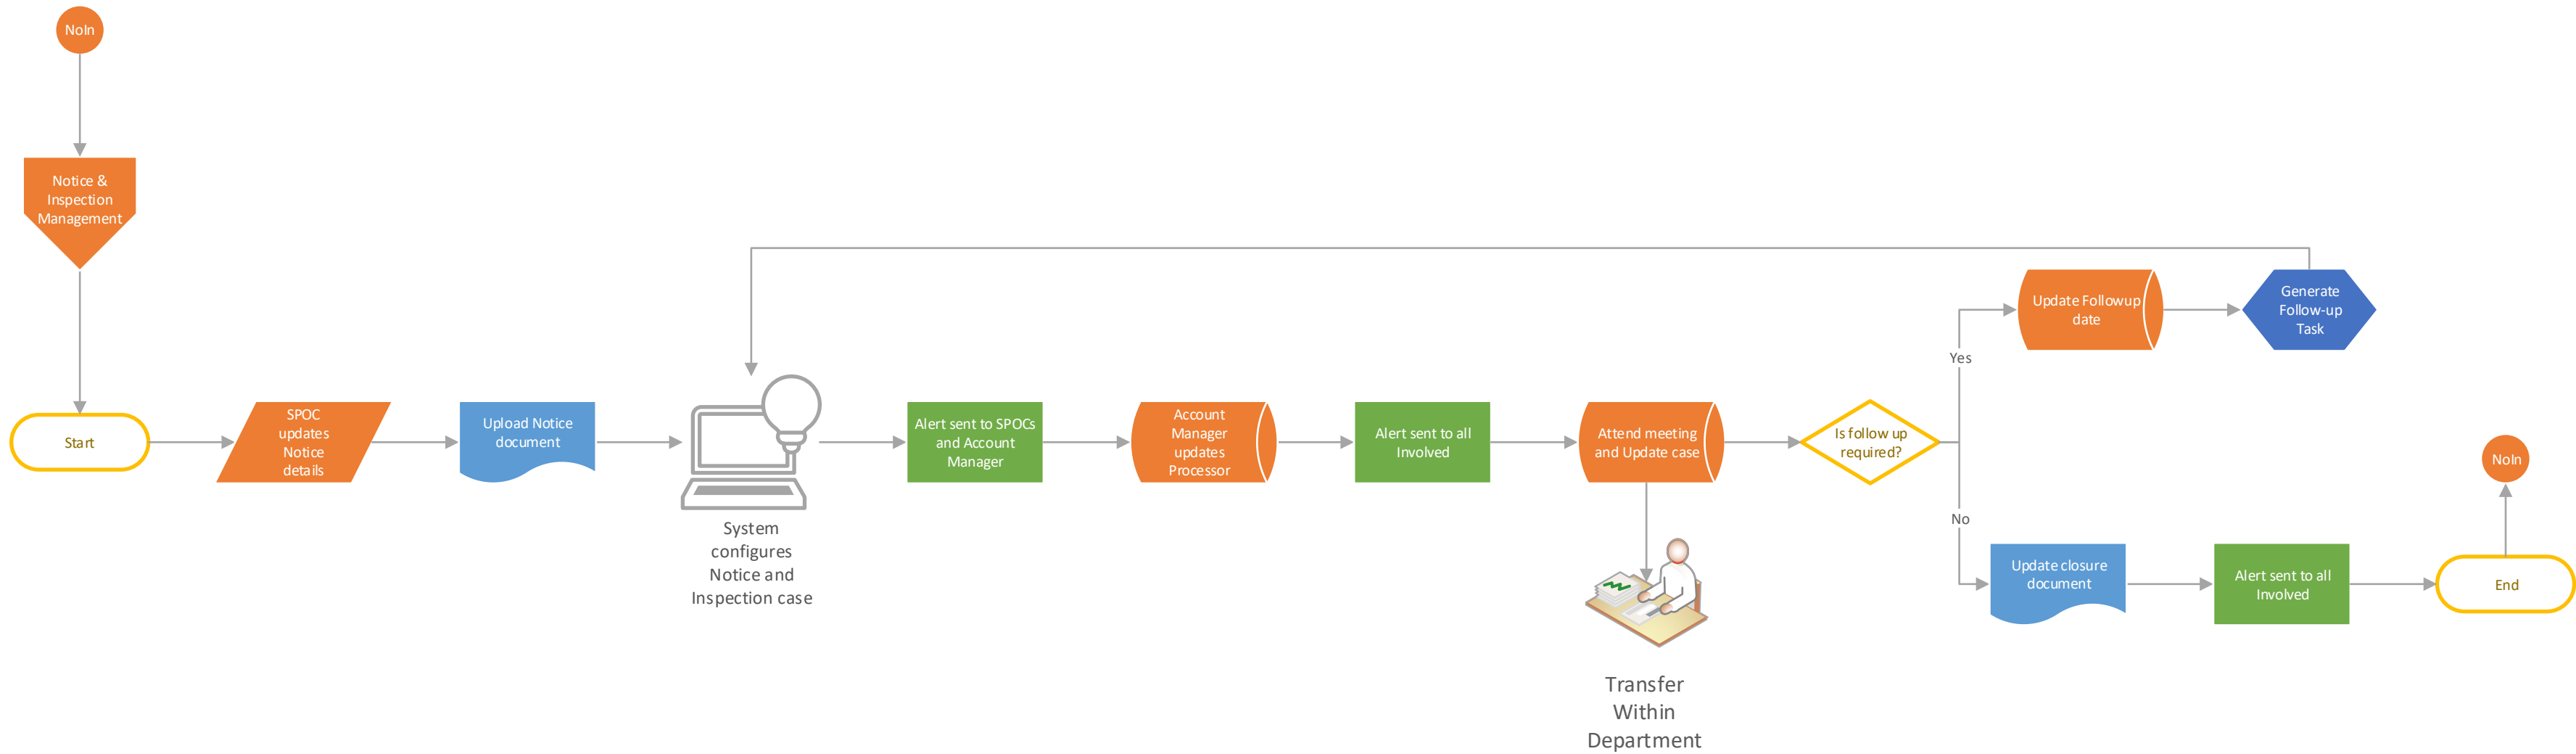 NoIn
Notice &
Inspection
Management
Start
SPOC
updates
Notice
details
Upload Notice
document
System
configures
Notice and
Inspection case
Alert sent to SPOCs
and Account
Manager
Account
Manager
updates
Processor
Alert sent to all
Involved
Attend meeting
and Update case
Transfer
Within
Department
Is follow up
required?
Yes
Update Followup
date
Generate
Follow-up
Task
No
Update closure
document
Alert sent to all
Involved
End
NoIn